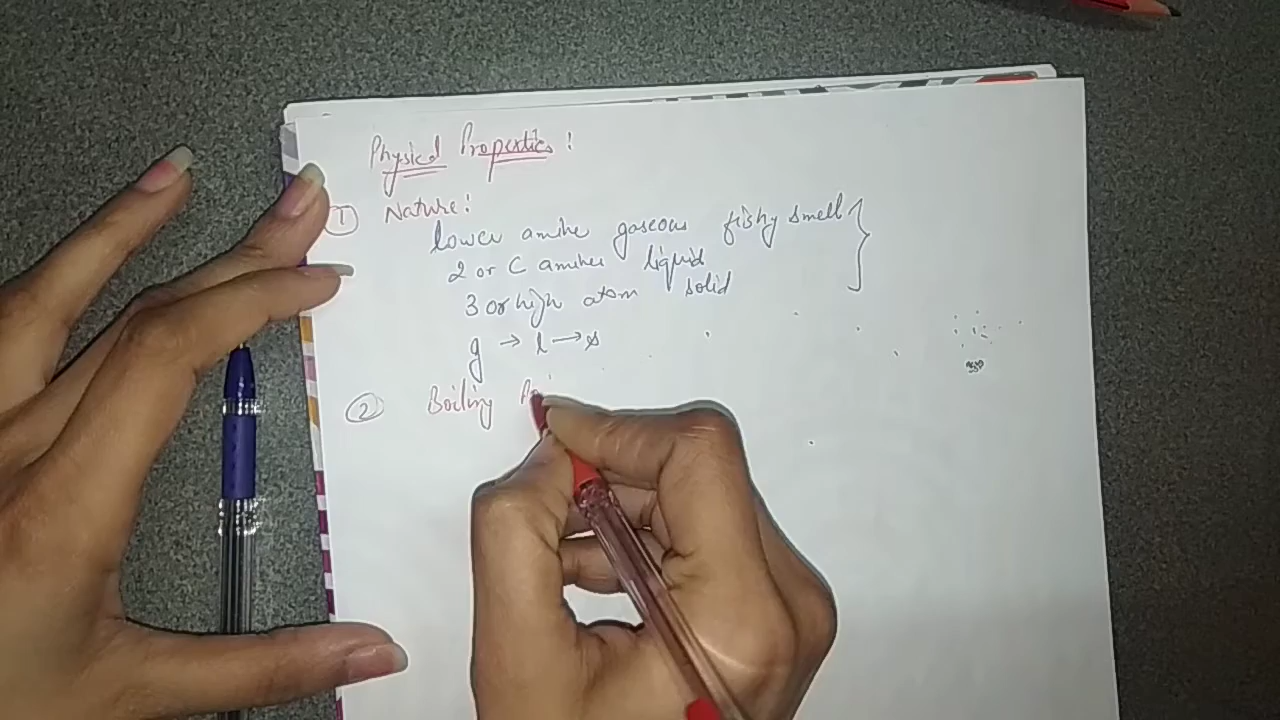 Physical Properties :
① Nature :
lower amine gaseous fishy smell }
2 or C amines liquid
3 or high atom solid
g → l → s
② Boiling Po